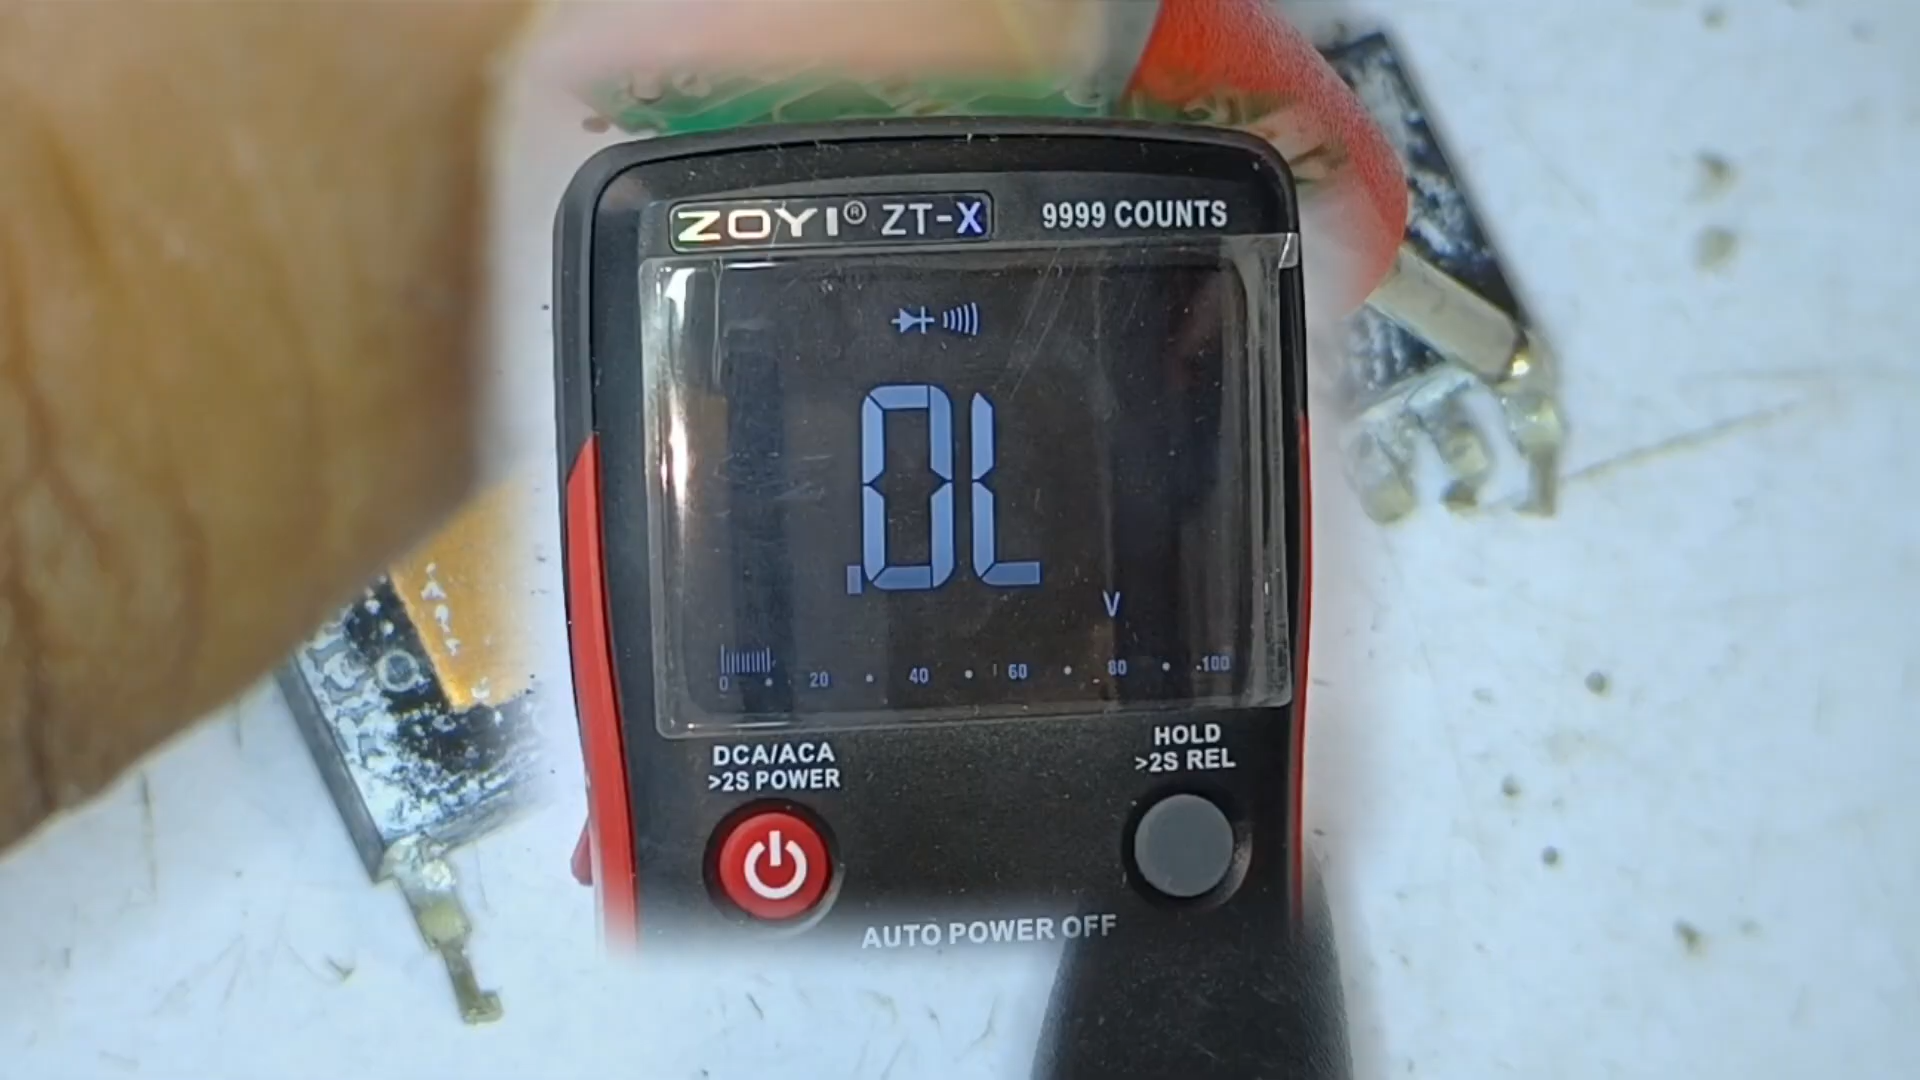 ZOYI® ZT-X 9999 COUNTS
.0L
V
0 20 40 60 80 100
DCA/ACA
>2S POWER
HOLD
>2S REL
AUTO POWER OFF